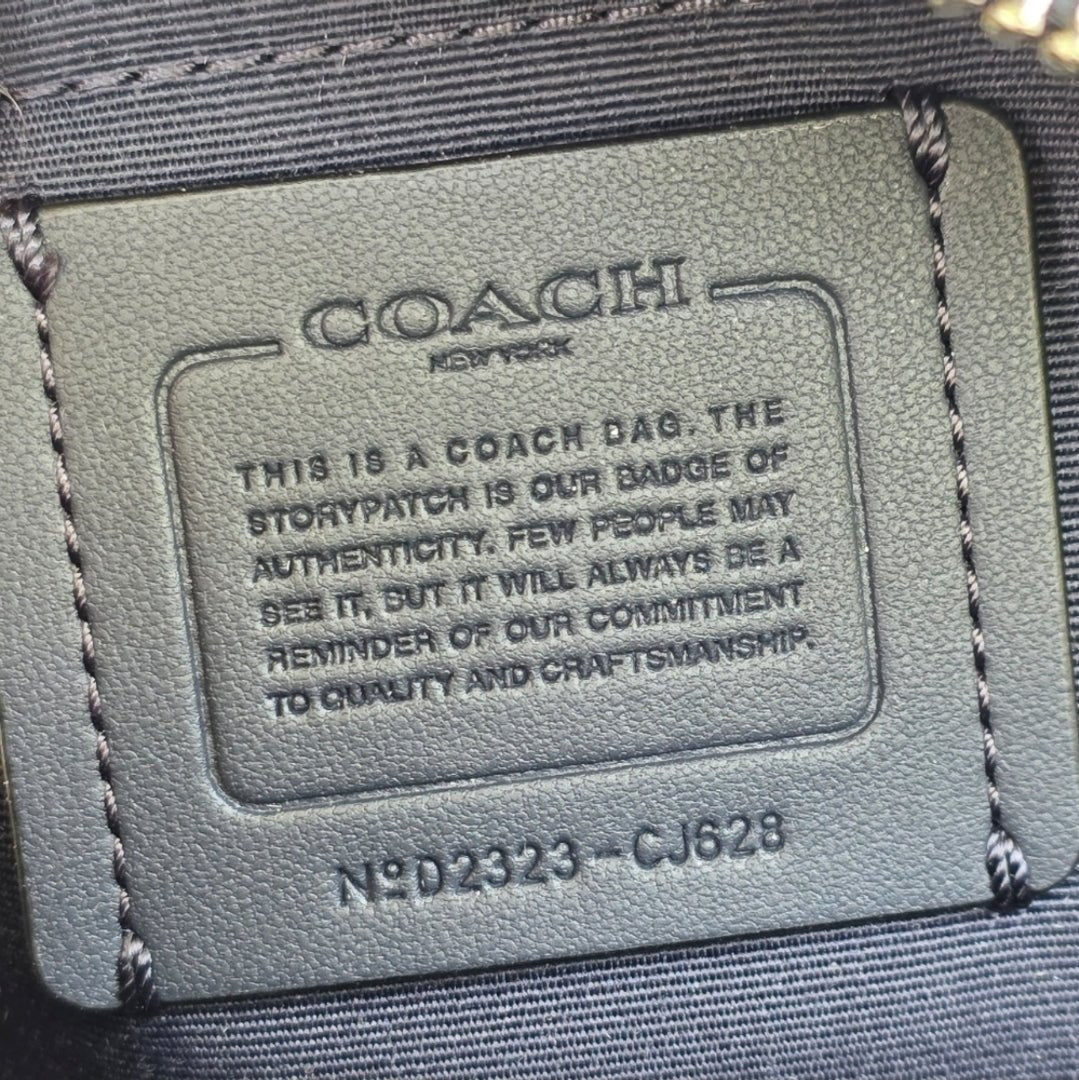 COACH
NEW YORK
THIS IS A COACH BAG. THE
STORYPATCH IS OUR BADGE OF
AUTHENTICITY. FEW PEOPLE MAY
SEE IT, BUT IT WILL ALWAYS BE A
REMINDER OF OUR COMMITMENT
TO QUALITY AND CRAFTSMANSHIP.
NºD2323-CJ628